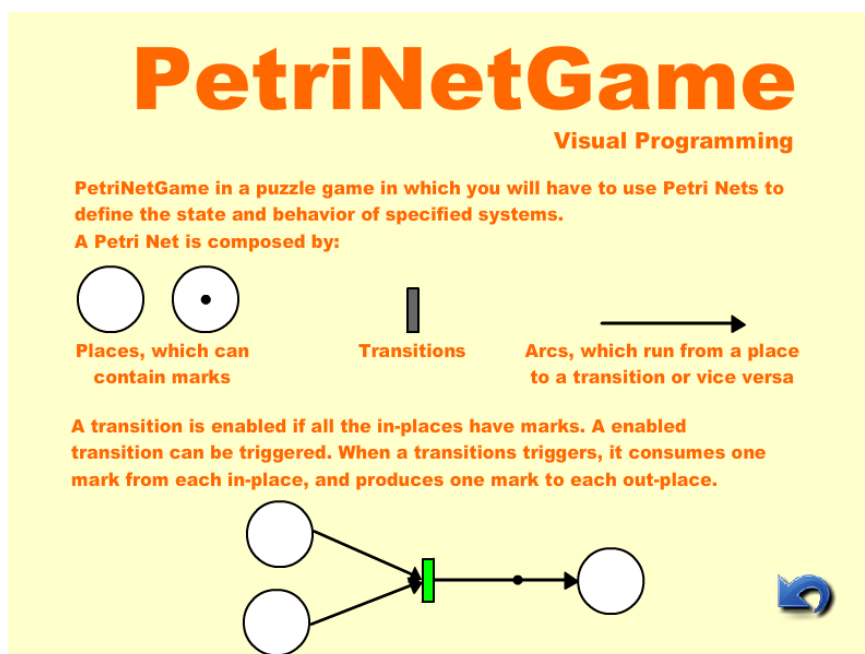 PetriNetGame
Visual Programming
PetriNetGame in a puzzle game in which you will have to use Petri Nets to
define the state and behavior of specified systems.
A Petri Net is composed by:
Places, which can
contain marks
Transitions
Arcs, which run from a place
to a transition or vice versa
A transition is enabled if all the in-places have marks. A enabled
transition can be triggered. When a transitions triggers, it consumes one
mark from each in-place, and produces one mark to each out-place.